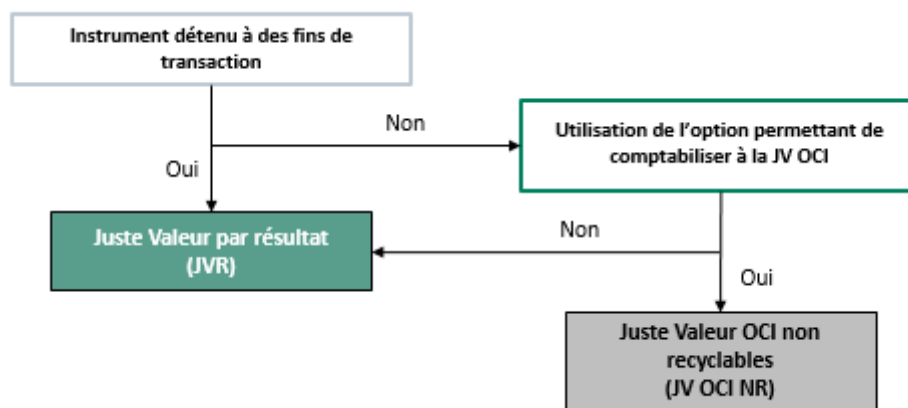 Instrument détenu à des fins de
transaction
Non
Utilisation de l'option permettant de
comptabiliser à la JV OCI
Oui
Juste Valeur par résultat
(JVR)
Non
Oui
Juste Valeur OCI non
recyclables
(JV OCI NR)